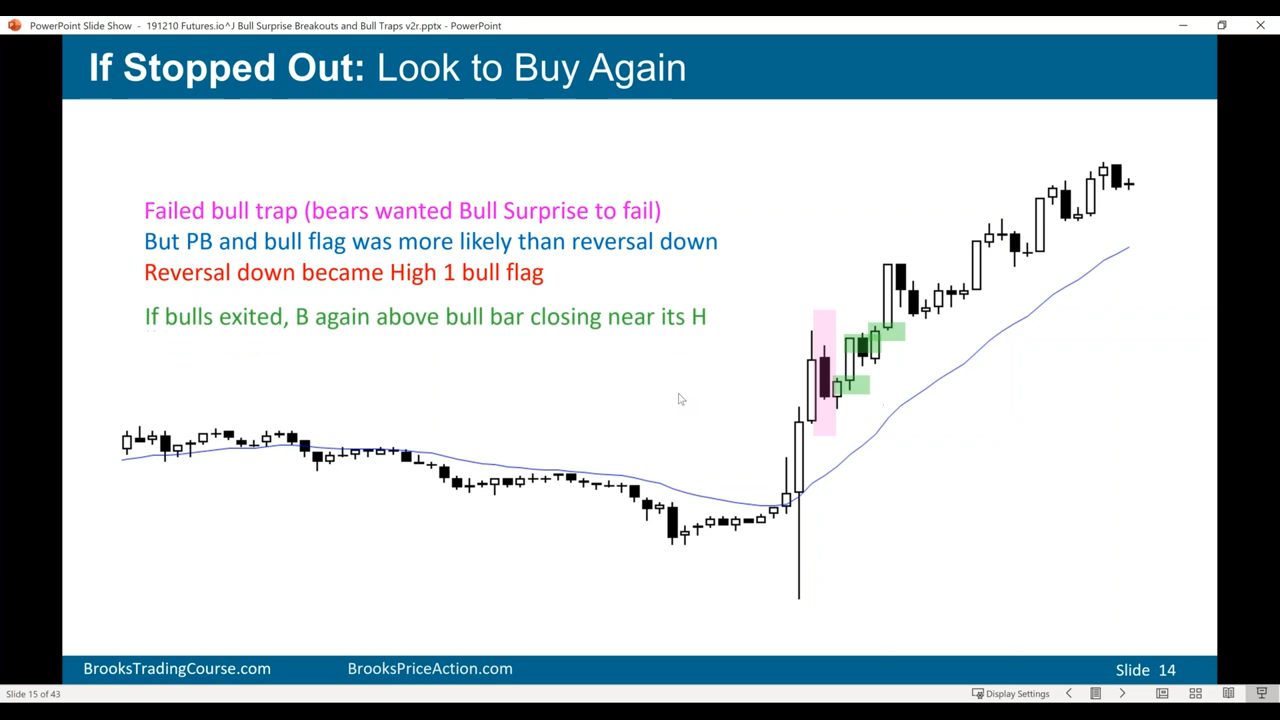 PowerPoint Slide Show - 191210 Futures.io^J Bull Surprise Breakouts and Bull Traps v2r.pptx - PowerPoint
If Stopped Out: Look to Buy Again
Failed bull trap (bears wanted Bull Surprise to fail)
But PB and bull flag was more likely than reversal down
Reversal down became High 1 bull flag
If bulls exited, B again above bull bar closing near its H
BrooksTradingCourse.com BrooksPriceAction.com Slide 14
Slide 15 of 43 Display Settings